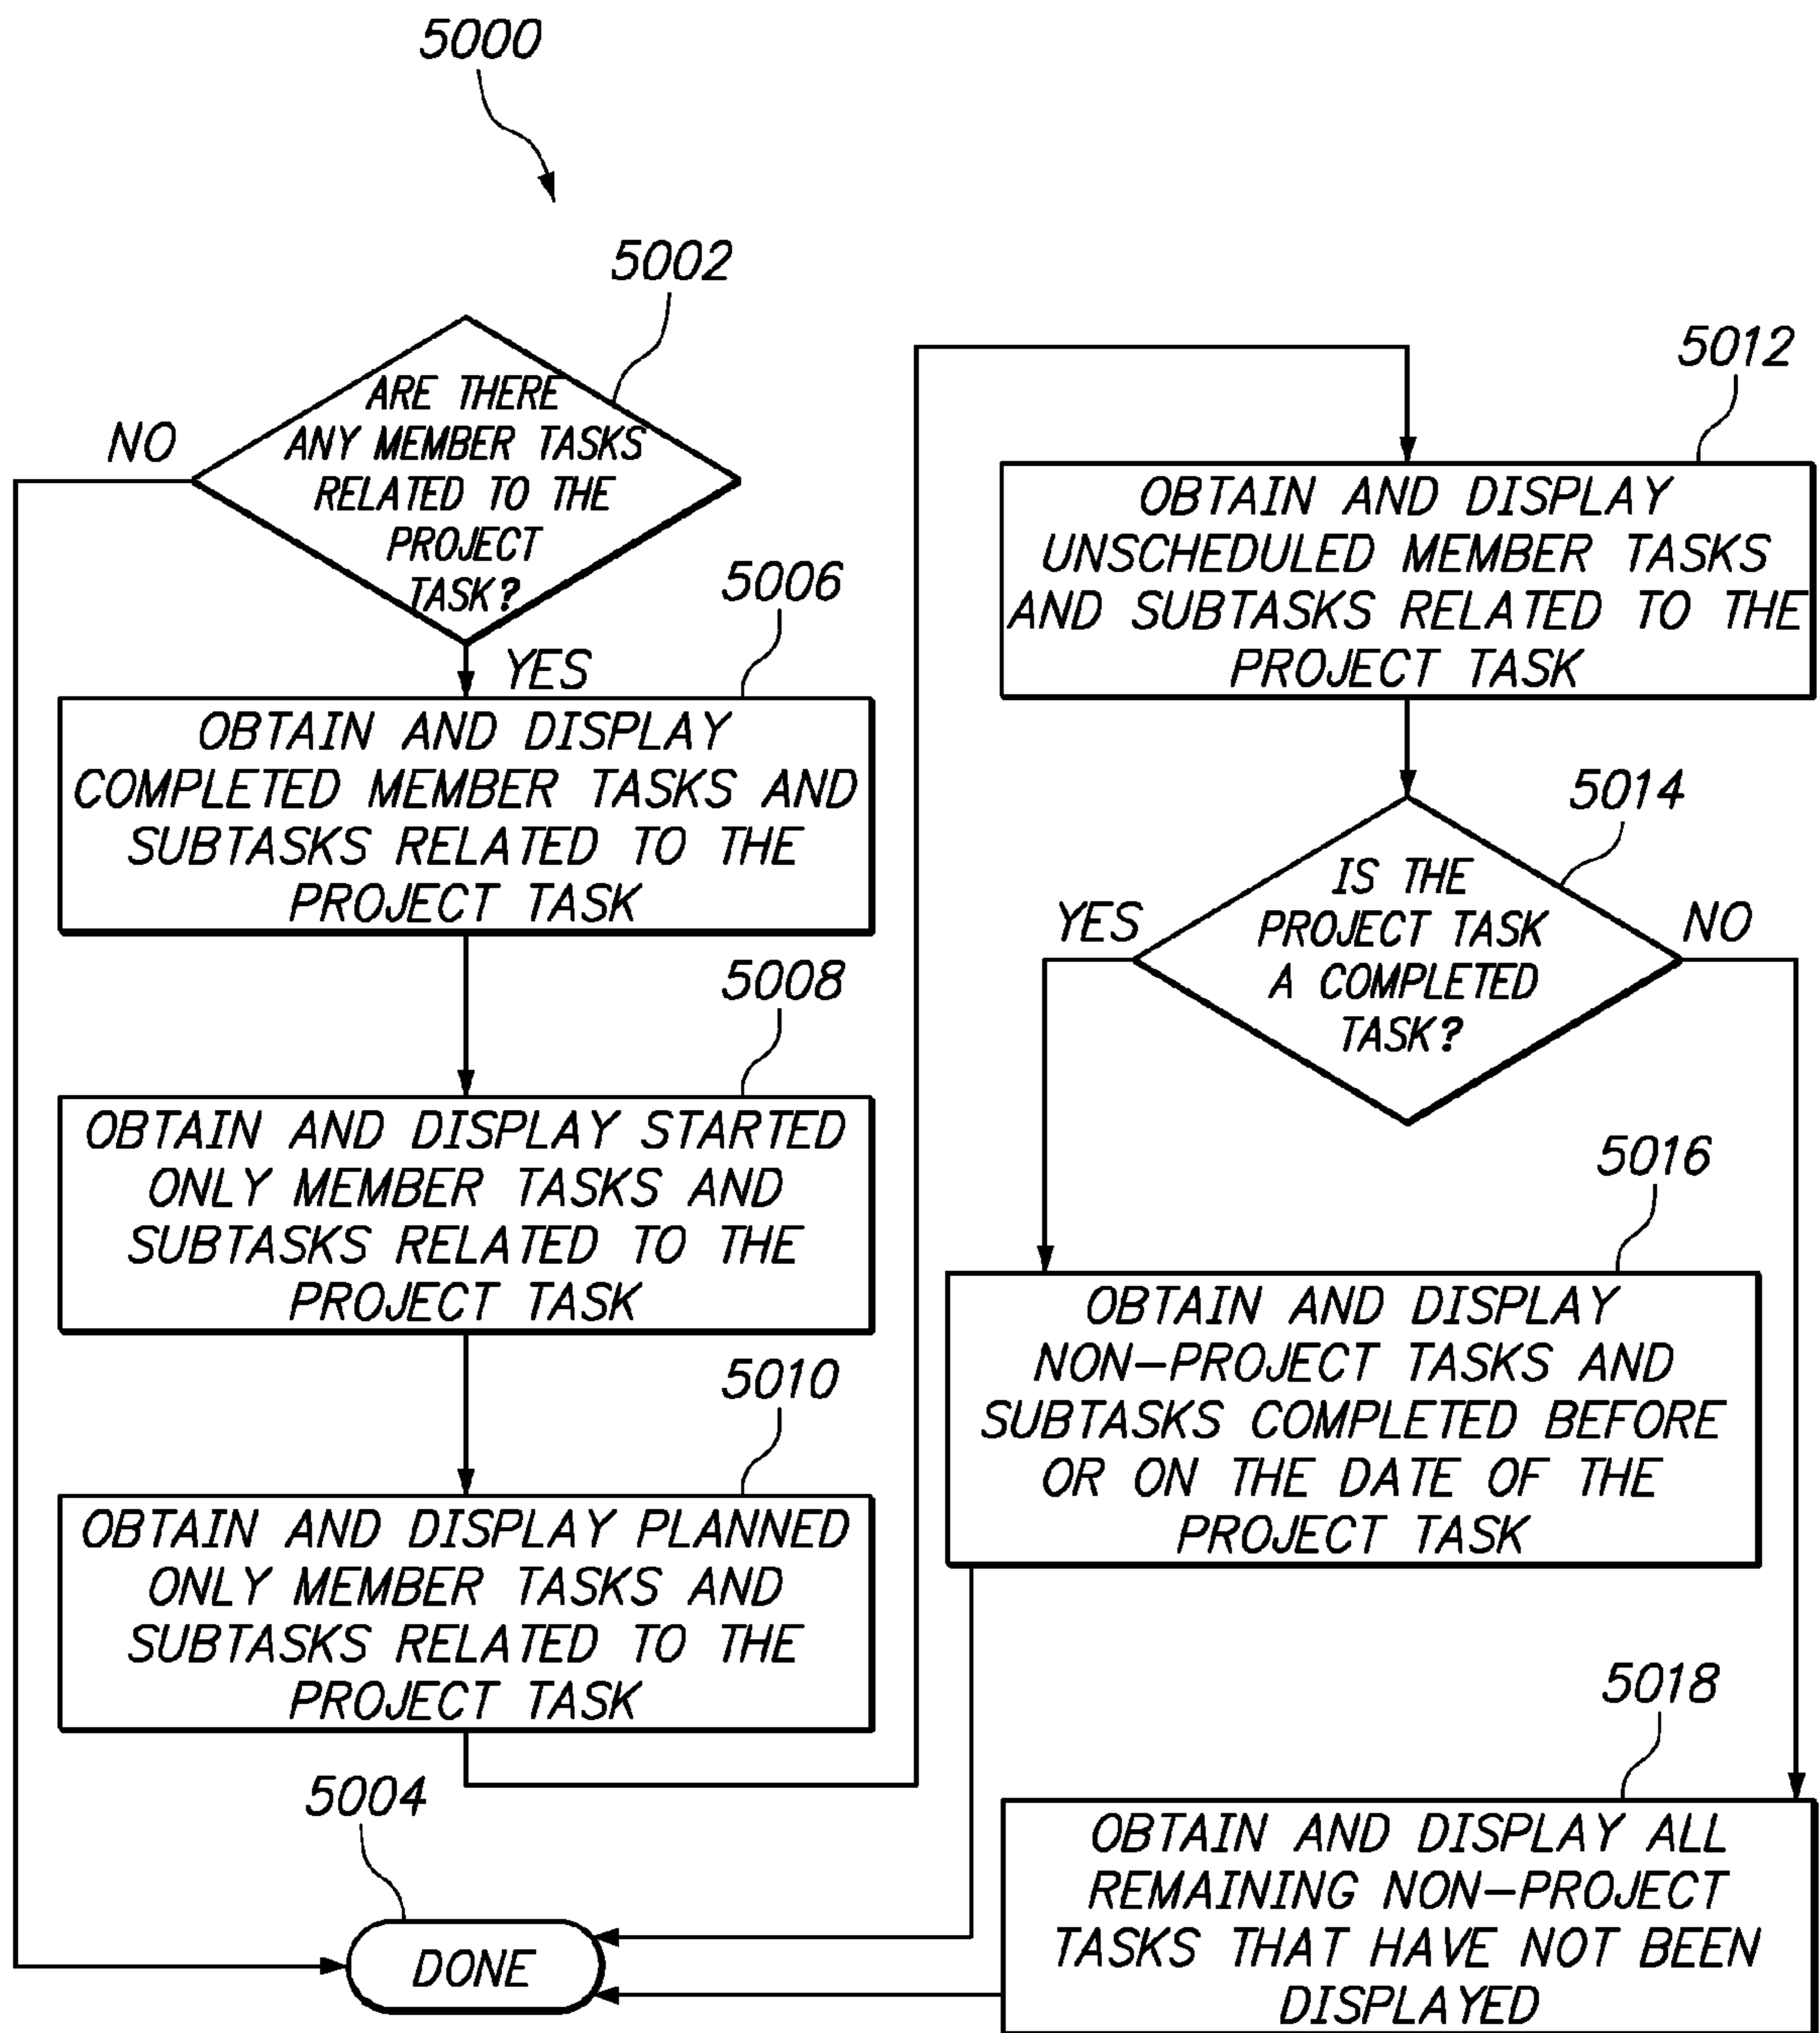 5000
5002
ARE THERE
ANY MEMBER TASKS
RELATED TO THE
PROJECT
TASK?
NO
YES
5006
OBTAIN AND DISPLAY
COMPLETED MEMBER TASKS AND
SUBTASKS RELATED TO THE
PROJECT TASK
5008
OBTAIN AND DISPLAY STARTED
ONLY MEMBER TASKS AND
SUBTASKS RELATED TO THE
PROJECT TASK
5010
OBTAIN AND DISPLAY PLANNED
ONLY MEMBER TASKS AND
SUBTASKS RELATED TO THE
PROJECT TASK
5004
DONE
5012
OBTAIN AND DISPLAY
UNSCHEDULED MEMBER TASKS
AND SUBTASKS RELATED TO THE
PROJECT TASK
5014
IS THE
PROJECT TASK
A COMPLETED
TASK?
YES
NO
5016
OBTAIN AND DISPLAY
NON-PROJECT TASKS AND
SUBTASKS COMPLETED BEFORE
OR ON THE DATE OF THE
PROJECT TASK
5018
OBTAIN AND DISPLAY ALL
REMAINING NON-PROJECT
TASKS THAT HAVE NOT BEEN
DISPLAYED